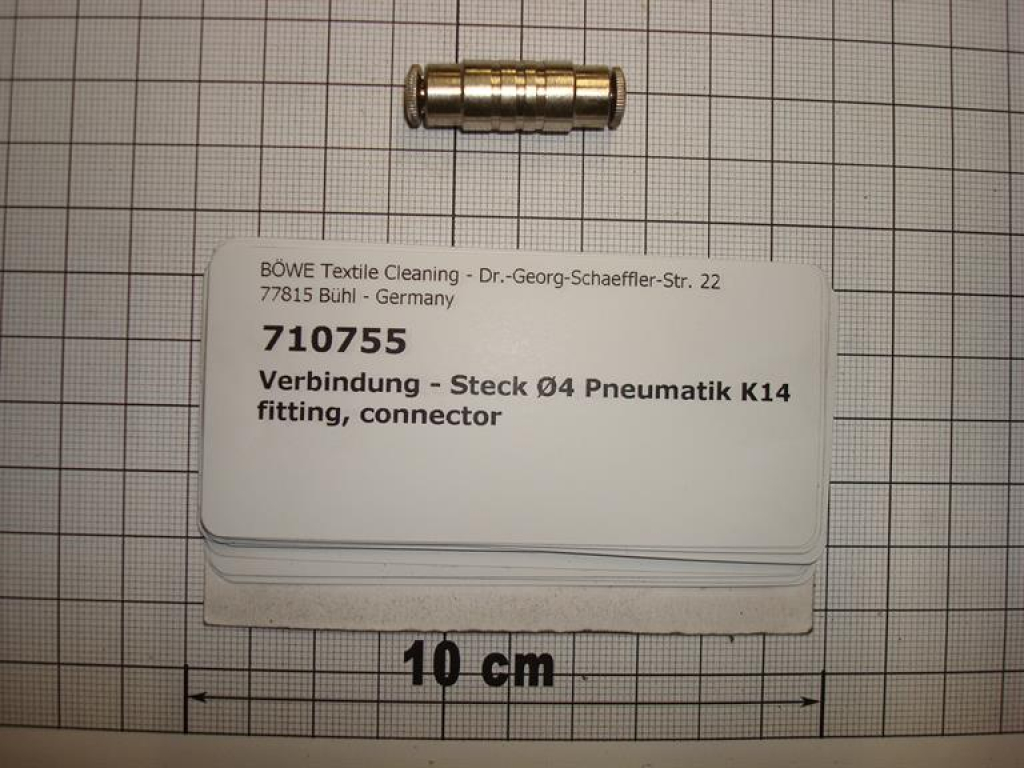 BÖWE Textile Cleaning - Dr.-Georg-Schaeffler-Str. 22
77815 Bühl - Germany
710755
Verbindung - Steck Ø4 Pneumatik K14
fitting, connector
10 cm